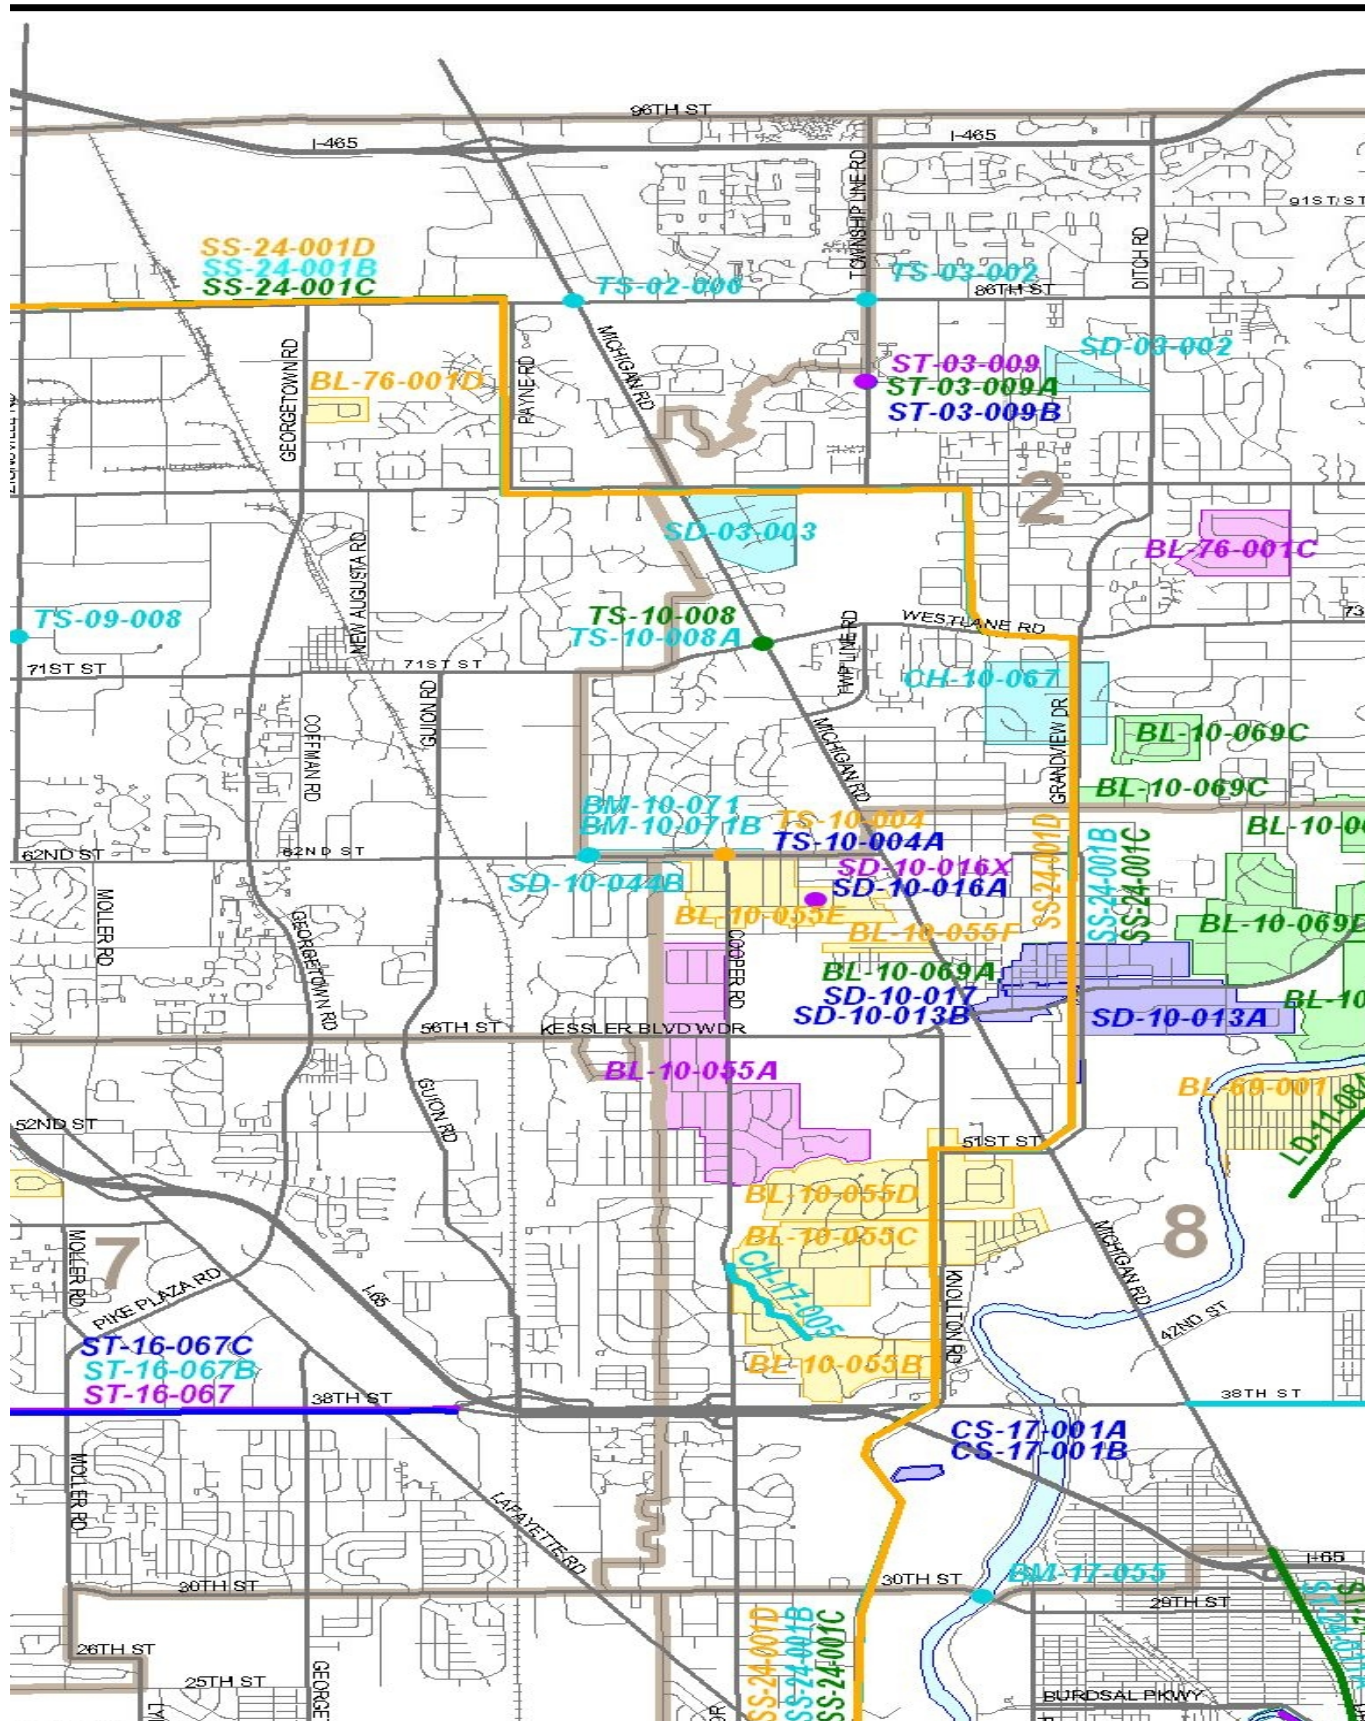 96TH ST
I-465
I-465
TOWNSHIP LINE RD
91ST ST
DITCH RD
SS-24-001D
SS-24-001B
SS-24-001C
TS-02-006
TS-03-002
86TH ST
MICHIGAN RD
PAYNE RD
GEORGETOWN RD
BL-76-001D
ST-03-009
ST-03-009A
ST-03-009B
SD-03-002
2
SD-03-003
BL-76-001C
NEW AUGUSTA RD
TS-09-008
TS-10-008
TS-10-008A
TWP LINE RD
WESTLANE RD
73
71ST ST
71ST ST
GUION RD
COFFMAN RD
CH-10-067
GRANDVIEW DR
MICHIGAN RD
BL-10-069C
BL-10-069C
BM-10-071
BM-10-071B
TS-10-004
TS-10-004A
62ND ST
62ND ST
SD-10-044B
SD-10-016X
SD-10-016A
BL-10-055E
BL-10-055F
SS-24-001D
SS-24-001B
SS-24-001C
MOLLER RD
GEORGETOWN RD
COOPER RD
BL-10-069A
SD-10-017
SD-10-013B
SD-10-013A
56TH ST
KESSLER BLVD WDR
BL-10-055A
GUION RD
BL-69-001
52ND ST
51ST ST
BL-10-055D
BL-10-055C
8
7
MOLLER RD
PIKE PLAZA RD
I-65
CH-17-005
KNOLLTON RD
MICHIGAN RD
42ND ST
ST-16-067C
ST-16-067B
ST-16-067
BL-10-055B
38TH ST
38TH ST
CS-17-001A
CS-17-001B
MOLLER RD
LAFAYETTE RD
I-65
30TH ST
30TH ST
BM-17-055
29TH ST
SS-24-001D
SS-24-001B
SS-24-001C
26TH ST
25TH ST
BURDSAL PKWY